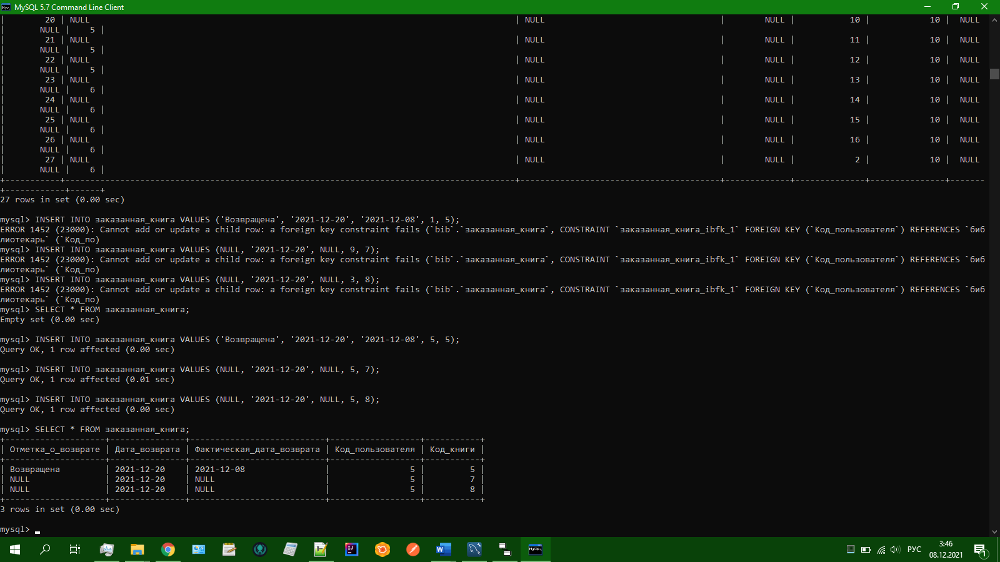 MySQL 5.7 Command Line Client
|        20 | NULL | NULL | NULL | 10 | 10 | NULL
|       NULL |    5 |
|        21 | NULL | NULL | NULL | 11 | 10 | NULL
|       NULL |    5 |
|        22 | NULL | NULL | NULL | 12 | 10 | NULL
|       NULL |    5 |
|        23 | NULL | NULL | NULL | 13 | 10 | NULL
|       NULL |    6 |
|        24 | NULL | NULL | NULL | 14 | 10 | NULL
|       NULL |    6 |
|        25 | NULL | NULL | NULL | 15 | 10 | NULL
|       NULL |    6 |
|        26 | NULL | NULL | NULL | 16 | 10 | NULL
|       NULL |    6 |
|        27 | NULL | NULL | NULL | 2 | 10 | NULL
|       NULL |    6 |
27 rows in set (0.00 sec)
mysql> INSERT INTO заказанная_книга VALUES ('Возвращена', '2021-12-20', '2021-12-08', 1, 5);
ERROR 1452 (23000): Cannot add or update a child row: a foreign key constraint fails (`bib`.`заказанная_книга`, CONSTRAINT `заказанная_книга_ibfk_1` FOREIGN KEY (`Код_пользователя`) REFERENCES `биб
лиотекарь` (`Код_по)
mysql> INSERT INTO заказанная_книга VALUES (NULL, '2021-12-20', NULL, 9, 7);
ERROR 1452 (23000): Cannot add or update a child row: a foreign key constraint fails (`bib`.`заказанная_книга`, CONSTRAINT `заказанная_книга_ibfk_1` FOREIGN KEY (`Код_пользователя`) REFERENCES `биб
лиотекарь` (`Код_по)
mysql> INSERT INTO заказанная_книга VALUES (NULL, '2021-12-20', NULL, 3, 8);
ERROR 1452 (23000): Cannot add or update a child row: a foreign key constraint fails (`bib`.`заказанная_книга`, CONSTRAINT `заказанная_книга_ibfk_1` FOREIGN KEY (`Код_пользователя`) REFERENCES `биб
лиотекарь` (`Код_по)
mysql> SELECT * FROM заказанная_книга;
Empty set (0.00 sec)
mysql> INSERT INTO заказанная_книга VALUES ('Возвращена', '2021-12-20', '2021-12-08', 5, 5);
Query OK, 1 row affected (0.00 sec)
mysql> INSERT INTO заказанная_книга VALUES (NULL, '2021-12-20', NULL, 5, 7);
Query OK, 1 row affected (0.01 sec)
mysql> INSERT INTO заказанная_книга VALUES (NULL, '2021-12-20', NULL, 5, 8);
Query OK, 1 row affected (0.00 sec)
mysql> SELECT * FROM заказанная_книга;
| Отметка_о_возврате | Дата_возврата | Фактическая_дата_возврата | Код_пользователя | Код_книги |
| Возвращена | 2021-12-20 | 2021-12-08 | 5 | 5 |
| NULL | 2021-12-20 | NULL | 5 | 7 |
| NULL | 2021-12-20 | NULL | 5 | 8 |
3 rows in set (0.00 sec)
mysql>
РУС
3:46
08.12.2021
1